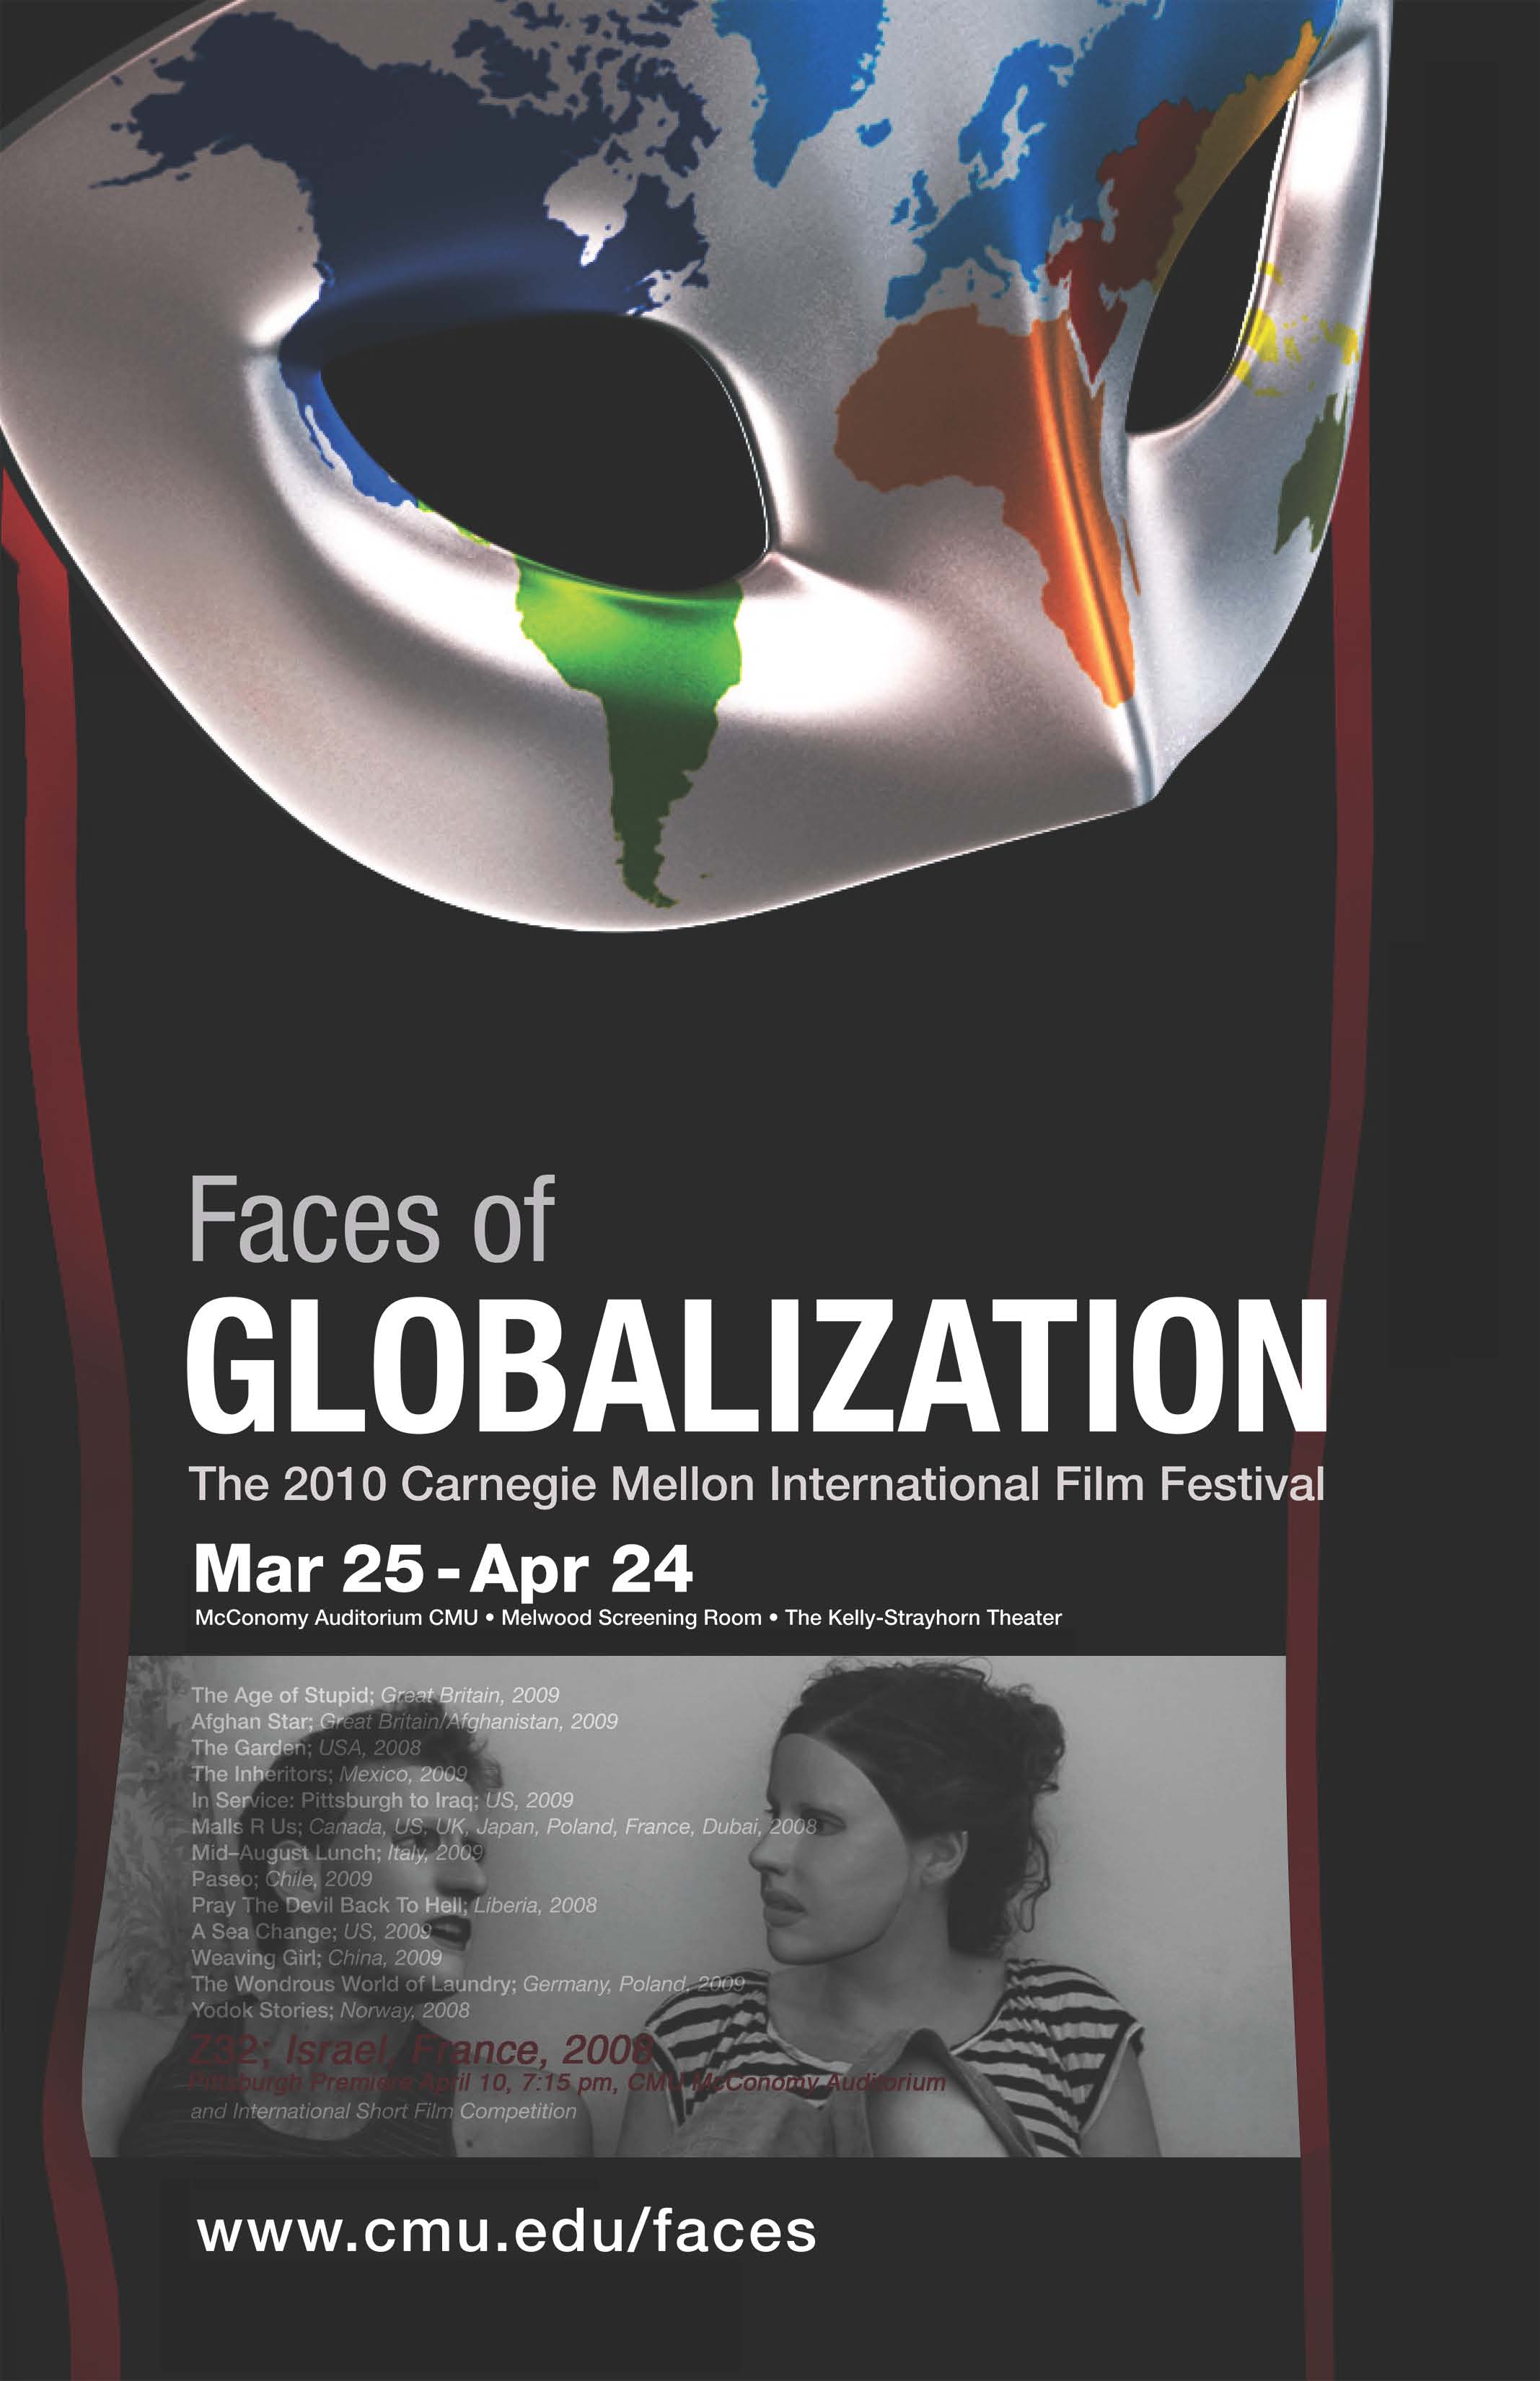 Faces of
GLOBALIZATION
The 2010 Carnegie Mellon International Film Festival
Mar 25 - Apr 24
McConomy Auditorium CMU • Melwood Screening Room • The Kelly-Strayhorn Theater
The Age of Stupid; Great Britain, 2009
Afghan Star; Great Britain/Afghanistan, 2009
The Garden; USA, 2008
The Inheritors; Mexico, 2009
In Service: Pittsburgh to Iraq; US, 2009
Malls R Us; Canada, US, UK, Japan, Poland, France, Dubai, 2008
Mid–August Lunch; Italy, 2009
Paseo; Chile, 2009
Pray The Devil Back To Hell; Liberia, 2008
A Sea Change; US, 2009
Weaving Girl; China, 2009
The Wondrous World of Laundry; Germany, Poland, 2009
Yodok Stories; Norway, 2008
Z32; Israel, France, 2008
Pittsburgh Premiere April 10, 7:15 pm, CMU McConomy Auditorium
and International Short Film Competition
www.cmu.edu/faces